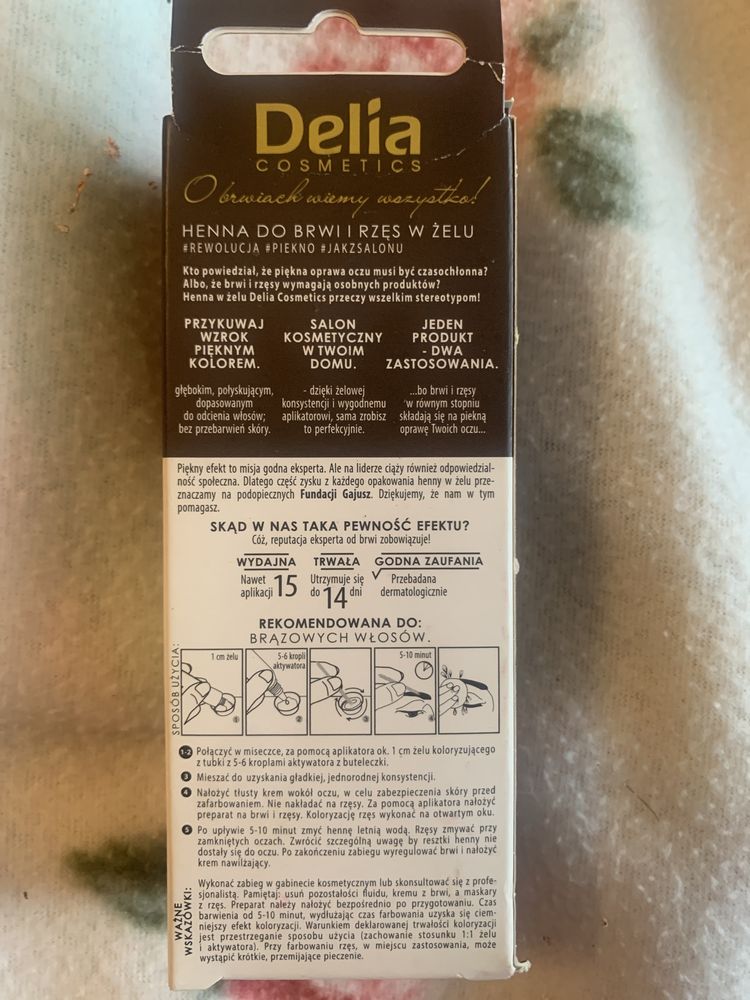 Delia
COSMETICS
O brwiach wiemy wszystko!
HENNA DO BRWI I RZĘS W ŻELU
#REWOLUCJA #PIĘKNO #JAKZSALONU
Kto powiedział, że piękna oprawa oczu musi być czasochłonna?
Albo, że brwi i rzęsy wymagają osobnych produktów?
Henna w żelu Delia Cosmetics przeczy wszelkim stereotypom!
PRZYKUWAJ
WZROK
PIĘKNYM
KOLOREM.
głębokim, połyskującym,
dopasowanym
do odcienia włosów;
bez przebarwień skóry.
SALON
KOSMETYCZNY
W TWOIM
DOMU.
- dzięki żelowej
konsystencji i wygodnemu
aplikatorowi, sama zrobisz
to perfekcyjnie.
JEDEN
PRODUKT
- DWA
ZASTOSOWANIA.
...bo brwi i rzęsy
w równym stopniu
składają się na piękną
oprawę Twoich oczu...
Piękny efekt to misja godna eksperta. Ale na liderze ciąży również odpowiedzial-
ność społeczna. Dlatego część zysku z każdego opakowania henny w żelu prze-
znaczamy na podopiecznych Fundacji Gajusz. Dziękujemy, że nam w tym
pomagasz.
SKĄD W NAS TAKA PEWNOŚĆ EFEKTU?
Cóż, reputacja eksperta od brwi zobowiązuje!
WYDAJNA
Nawet 15
aplikacji
TRWAŁA
Utrzymuje się
do 14 dni
GODNA ZAUFANIA
Przebadana
dermatologicznie
REKOMENDOWANA DO:
BRĄZOWYCH WŁOSÓW.
SPOSÓB UŻYCIA:
1 cm żelu
1
5-6 kropli
aktywatora
2
3
5-10 minut
4
1-2 Połączyć w miseczce, za pomocą aplikatora ok. 1 cm żelu koloryzującego
z tubki z 5-6 kroplami aktywatora z buteleczki.
3 Mieszać do uzyskania gładkiej, jednorodnej konsystencji.
4 Nałożyć tłusty krem wokół oczu, w celu zabezpieczenia skóry przed
zafarbowaniem. Nie nakładać na rzęsy. Za pomocą aplikatora nałożyć
preparat na brwi i rzęsy. Koloryzację rzęs wykonać na otwartym oku.
5 Po upływie 5-10 minut zmyć hennę letnią wodą. Rzęsy zmywać przy
zamkniętych oczach. Zwrócić szczególną uwagę by resztki henny nie
dostały się do oczu. Po zakończeniu zabiegu wyregulować brwi i nałożyć
krem nawilżający.
WAŻNE
WSKAZÓWKI:
Wykonać zabieg w gabinecie kosmetycznym lub skonsultować się z profe-
sjonalistą. Pamiętaj: usuń pozostałości fluidu, kremu z brwi, a maskary
z rzęs. Preparat należy nałożyć bezpośrednio po przygotowaniu. Czas
barwienia od 5-10 minut, wydłużając czas farbowania uzyska się ciem-
niejszy efekt koloryzacji. Warunkiem deklarowanej trwałości koloryzacji
jest przestrzeganie sposobu użycia (zachowanie stosunku 1:1 żelu
i aktywatora). Przy farbowaniu rzęs, w miejscu zastosowania, może
wystąpić krótkie, przemijające pieczenie.